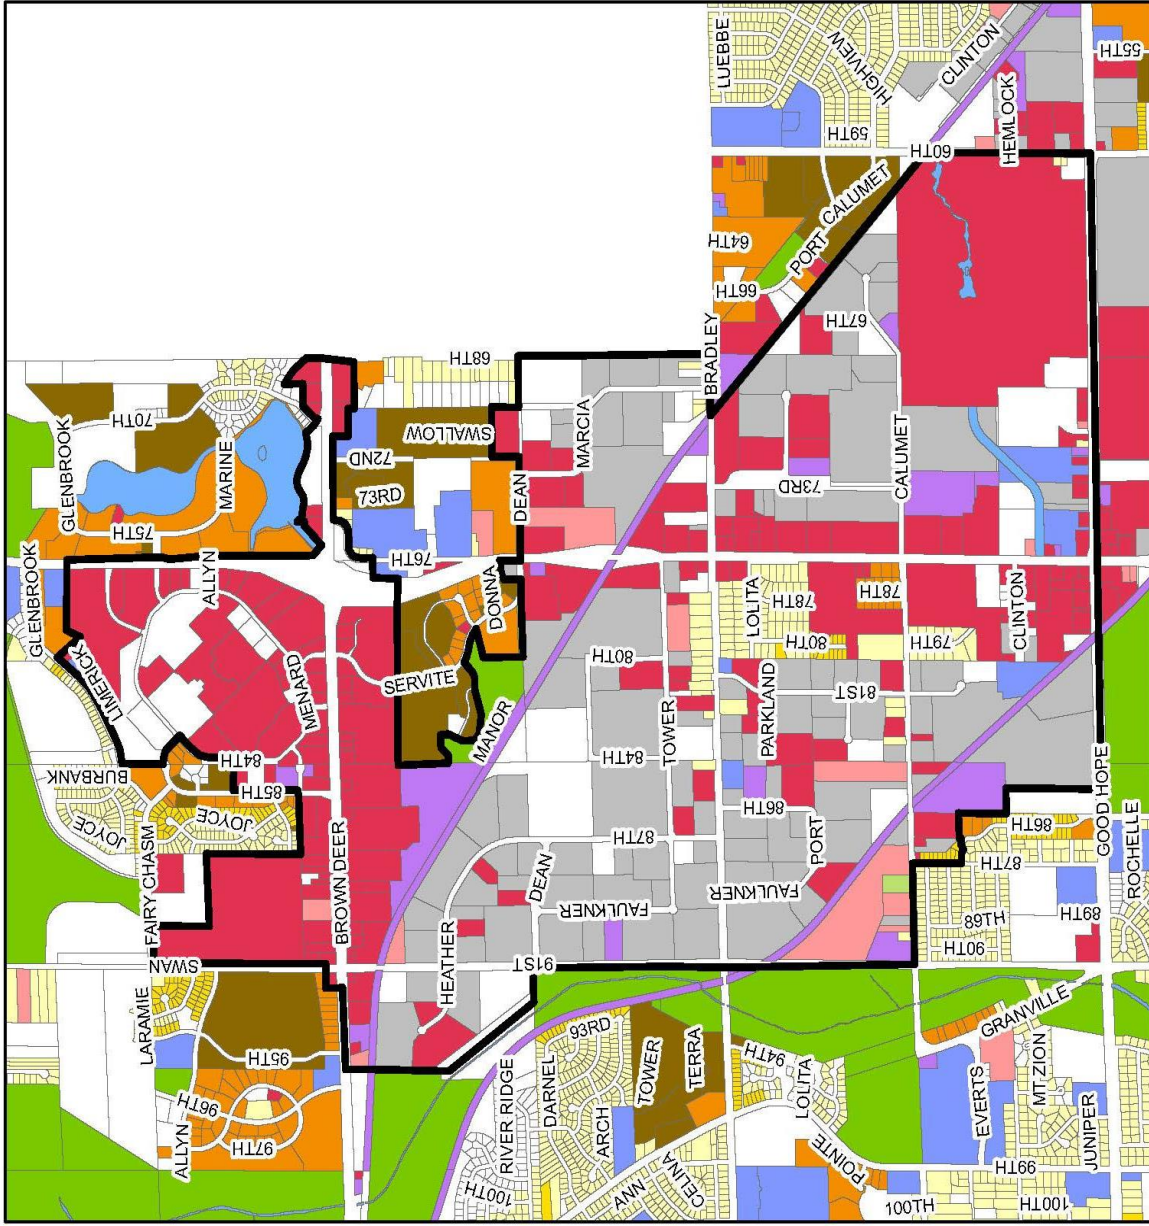 LUEBBE
HIGHVIEW
CLINTON
55TH
59TH
60TH
HEMLOCK
CALUMET
PORT
64TH
66TH
67TH
BRADLEY
68TH
GLENBROOK
70TH
MARINE
75TH
SWALLOW
72ND
73RD
DEAN
MARCIA
73RD
CALUMET
GLENBROOK
ALLYN
76TH
DONNA
LIMERICK
MENARD
SERVITE
MANOR
80TH
LOLITA
78TH
80TH
78TH
79TH
CLINTON
BURBANK
JOYCE
JOYCE
84TH
85TH
84TH
TOWER
PARKLAND
81ST
FAIRY CHASM
BROWN DEER
87TH
86TH
PORT
DEAN
FAULKNER
FAULKNER
86TH
87TH
GOOD HOPE
ROCHELLE
SWAN
HEATHER
91ST
89TH
90TH
89TH
LARAMIE
95TH
96TH
ALLYN
97TH
RIVER RIDGE
100TH
DARNEL
93RD
ARCH
TOWER
TERRA
ANN
CELINA
94TH
LOLITA
POINTE
GRANVILLE
EVERTS
MT ZION
JUNIPER
99TH
100TH
100TH